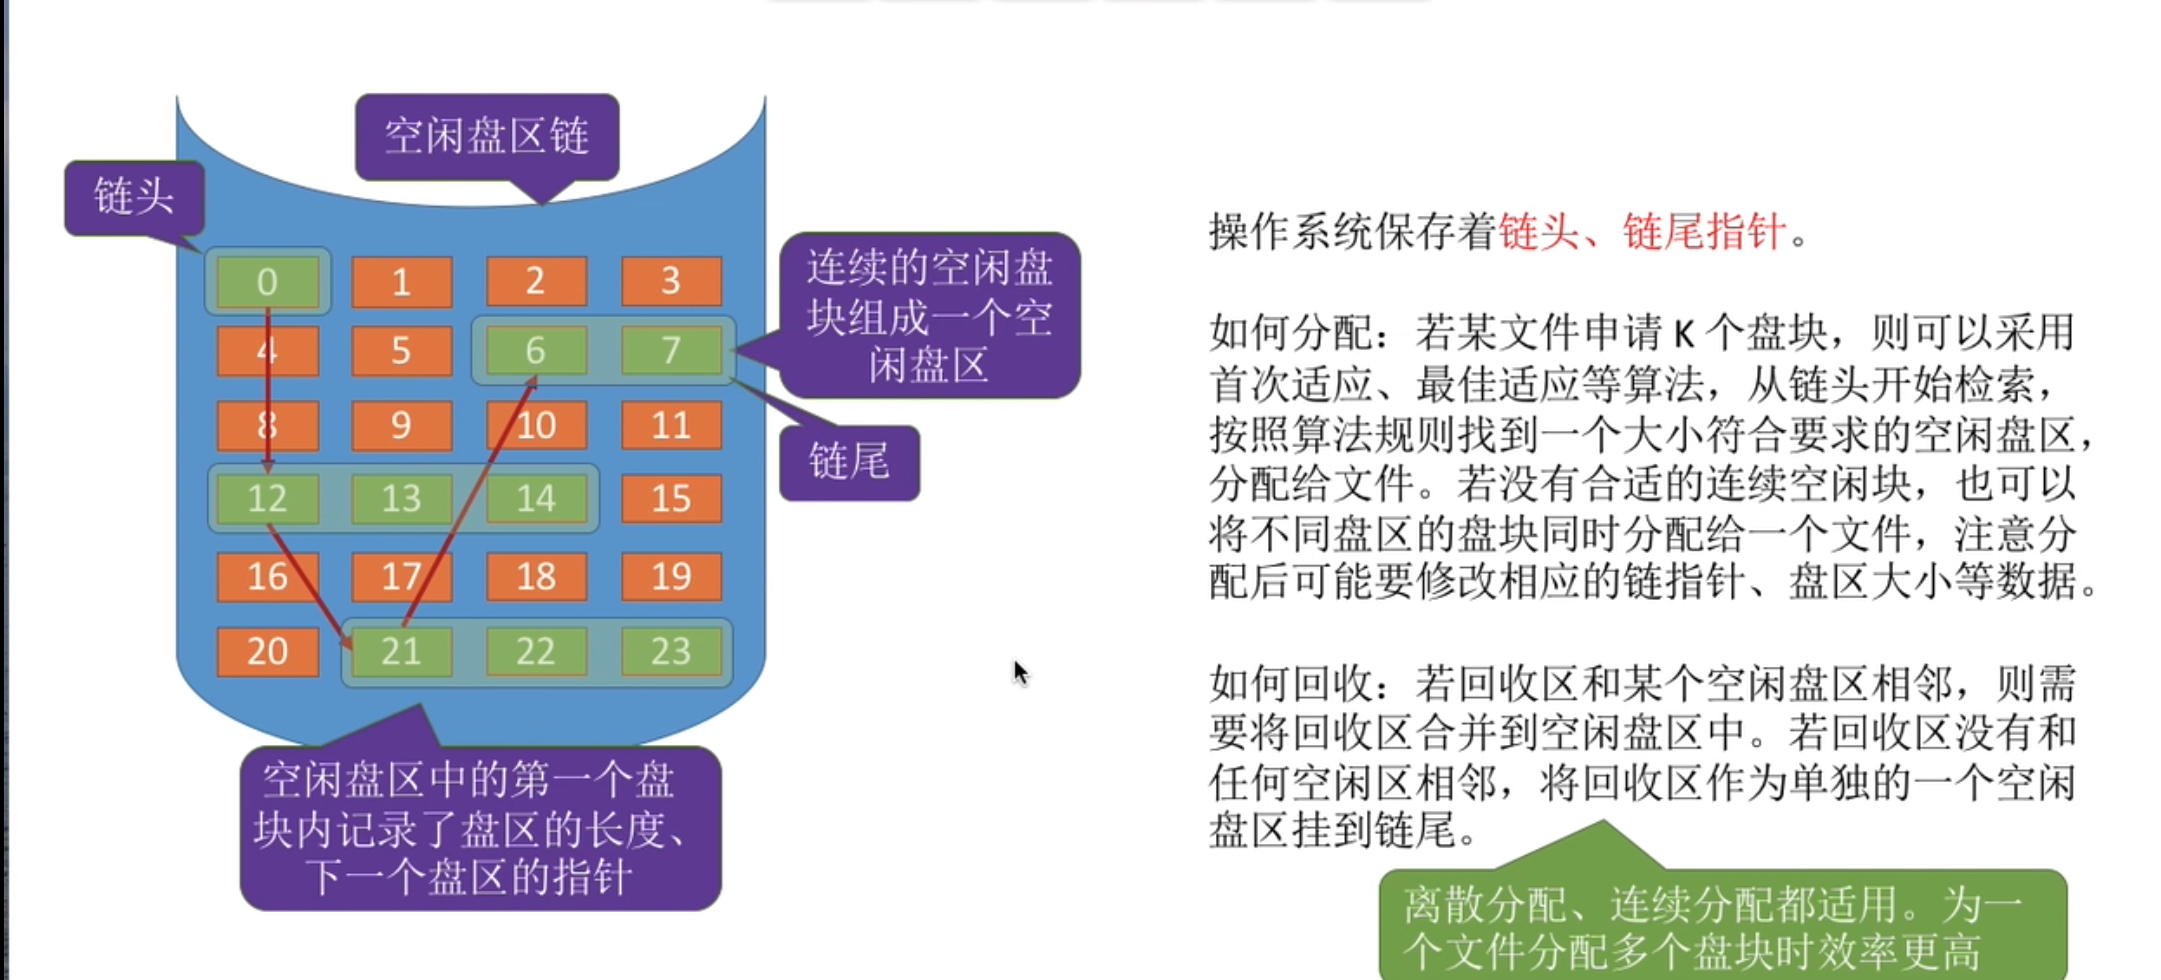 空闲盘区链
链头
0 1 2 3
4 5 6 7
8 9 10 11
12 13 14 15
16 17 18 19
20 21 22 23
连续的空闲盘
块组成一个空
闲盘区
链尾
空闲盘区中的第一个盘
块内记录了盘区的长度、
下一个盘区的指针
操作系统保存着链头、链尾指针。
如何分配：若某文件申请 K 个盘块，则可以采用
首次适应、最佳适应等算法，从链头开始检索，
按照算法规则找到一个大小符合要求的空闲盘区，
分配给文件。若没有合适的连续空闲块，也可以
将不同盘区的盘块同时分配给一个文件，注意分
配后可能要修改相应的链指针、盘区大小等数据。
如何回收：若回收区和某个空闲盘区相邻，则需
要将回收区合并到空闲盘区中。若回收区没有和
任何空闲区相邻，将回收区作为单独的一个空闲
盘区挂到链尾。
离散分配、连续分配都适用。为一
个文件分配多个盘块时效率更高